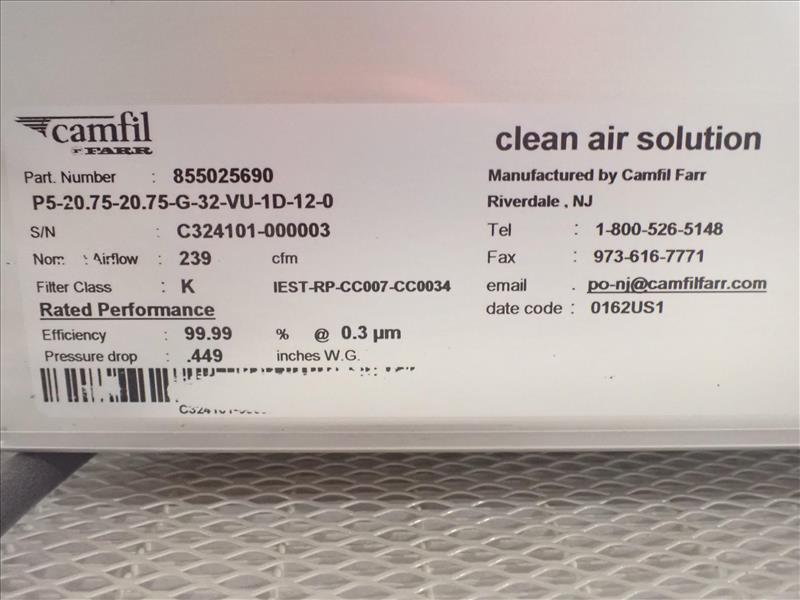 camfil
FARR
clean air solution
Part. Number : 855025690
P5-20.75-20.75-G-32-VU-1D-12-0
S/N : C324101-000003
Airflow : 239 cfm
Filter Class : K IEST-RP-CC007-CC0034
Rated Performance
Efficiency : 99.99 % @ 0.3 µm
Pressure drop : .449 inches W.G.
Manufactured by Camfil Farr
Riverdale , NJ
Tel : 1-800-526-5148
Fax : 973-616-7771
email . po-nj@camfilfarr.com
date code : 0162US1